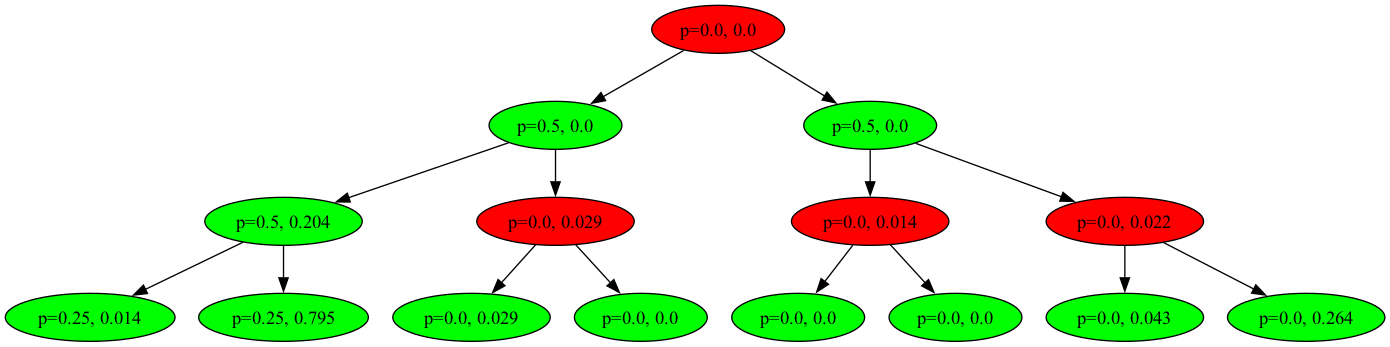 p=0.0, 0.0
p=0.5, 0.0
p=0.5, 0.0
p=0.5, 0.204
p=0.0, 0.029
p=0.0, 0.014
p=0.0, 0.022
p=0.25, 0.014
p=0.25, 0.795
p=0.0, 0.029
p=0.0, 0.0
p=0.0, 0.0
p=0.0, 0.0
p=0.0, 0.043
p=0.0, 0.264